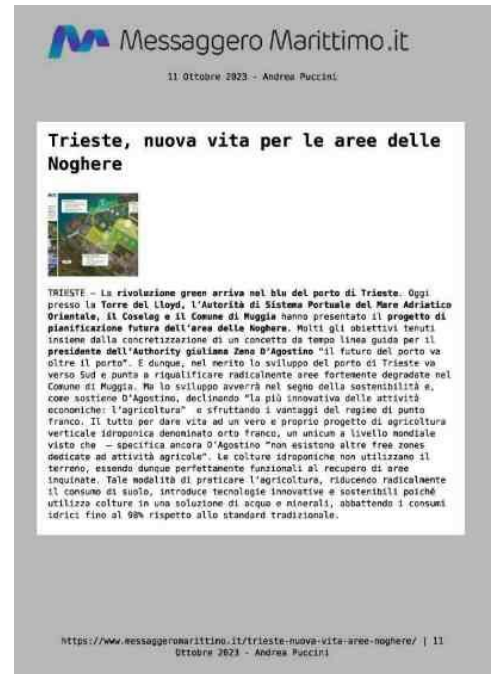 Messaggero Marittimo.it
11 Ottobre 2023 - Andrea Puccini
Trieste, nuova vita per le aree delle
Noghere
TRIESTE – La rivoluzione green arriva nel blu del porto di Trieste. Oggi
presso la Torre del Lloyd, l'Autorità di Sistema Portuale del Mare Adriatico
Orientale, il Coselag e il Comune di Muggia hanno presentato il progetto di
pianificazione futura dell'area delle Noghere. Molti gli obiettivi tenuti
insieme dalla concretizzazione di un concetto da tempo linea guida per il
presidente dell'Authority giuliana Zeno D'Agostino "il futuro del porto va
oltre il porto". E dunque, nel merito lo sviluppo del porto di Trieste va
verso Sud e punta a riqualificare radicalmente aree fortemente degradate nel
Comune di Muggia. Ma lo sviluppo avverrà nel segno della sostenibilità e,
come sostiene D'Agostino, declinando "la più innovativa delle attività
economiche: l'agricoltura" e sfruttando i vantaggi del regime di punto
franco. Il tutto per dare vita ad un vero e proprio progetto di agricoltura
verticale idroponica denominato orto franco, un unicum a livello mondiale
visto che – specifica ancora D'Agostino "non esistono altre free zones
dedicate ad attività agricole". Le colture idroponiche non utilizzano il
terreno, essendo dunque perfettamente funzionali al recupero di aree
inquinate. Tale modalità di praticare l'agricoltura, riducendo radicalmente
il consumo di suolo, introduce tecnologie innovative e sostenibili poiché
utilizza colture in una soluzione di acqua e minerali, abbattendo i consumi
idrici fino al 90% rispetto allo standard tradizionale.
https://www.messaggeromarittimo.it/trieste-nuova-vita-aree-noghere/ | 11
Ottobre 2023 - Andrea Puccini